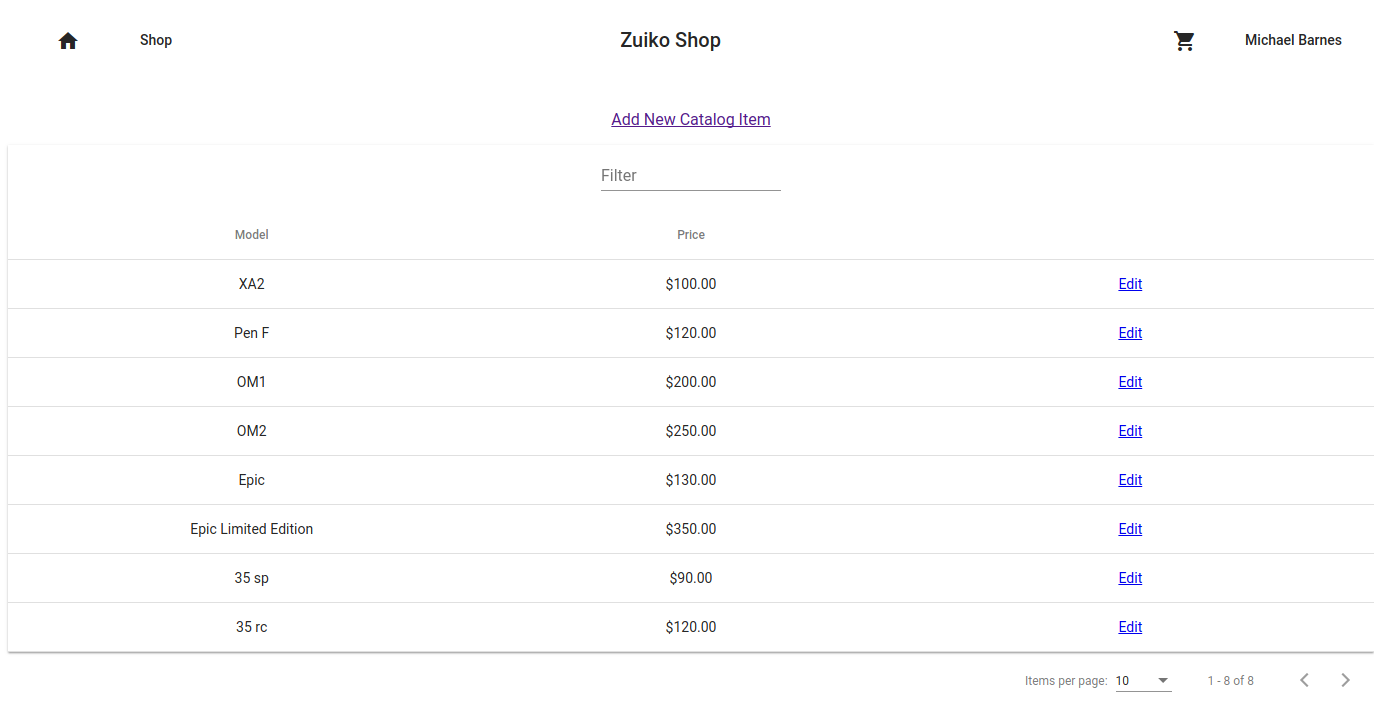 Shop Zuiko Shop Michael Barnes
Add New Catalog Item
Filter
Model Price
XA2 $100.00 Edit
Pen F $120.00 Edit
OM1 $200.00 Edit
OM2 $250.00 Edit
Epic $130.00 Edit
Epic Limited Edition $350.00 Edit
35 sp $90.00 Edit
35 rc $120.00 Edit
Items per page: 10 1 - 8 of 8